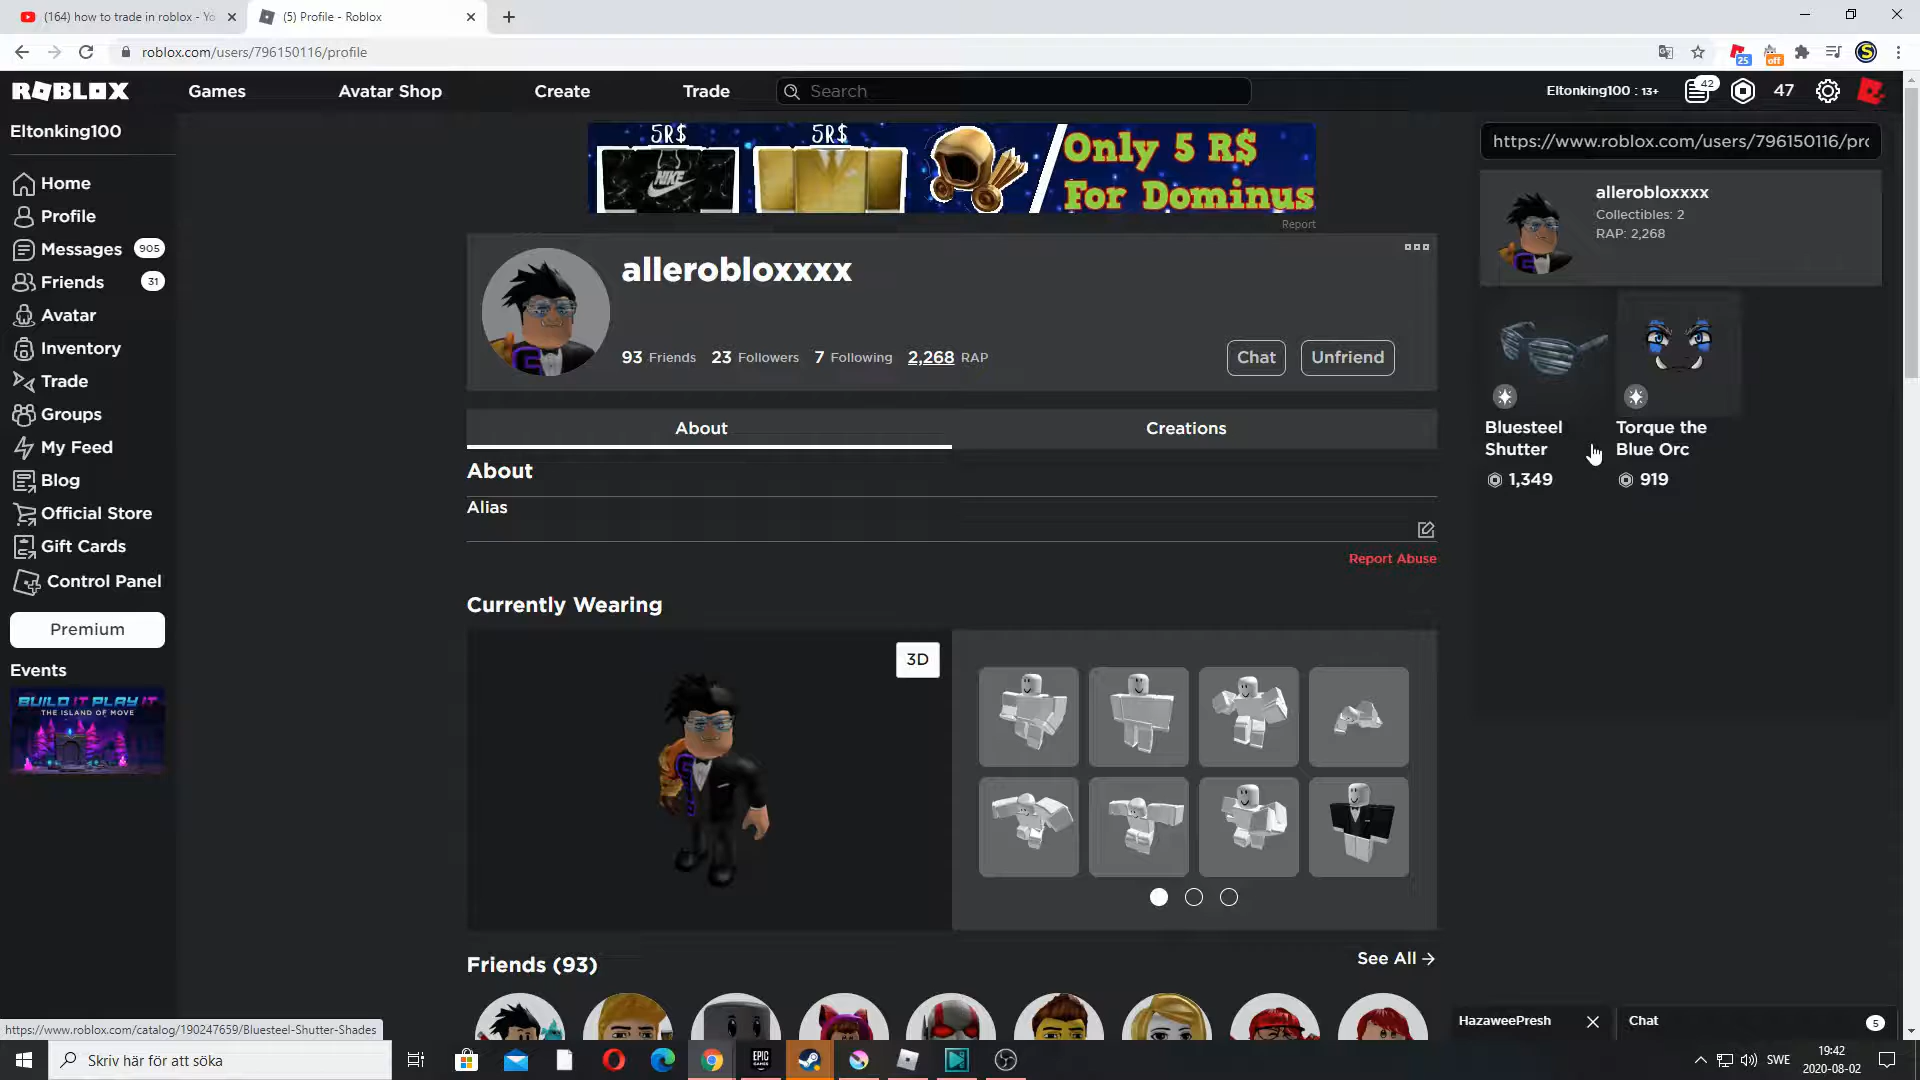 (164) how to trade in roblox - Yo
(5) Profile - Roblox
roblox.com/users/796150116/profile
25
off
ROBLOX
Games
Avatar Shop
Create
Trade
Search
Eltonking100 : 13+
42
47
Eltonking100
Home
Profile
Messages 905
Friends 31
Avatar
Inventory
Trade
Groups
My Feed
Blog
Official Store
Gift Cards
Control Panel
Premium
Events
BUILD IT PLAY IT
THE ISLAND OF MOVE
5R$ 5R$
NIKE
Only 5 R$
For Dominus
Report
allerobloxxxx
93 Friends 23 Followers 7 Following 2,268 RAP
Chat
Unfriend
About
Creations
About
Alias
Report Abuse
Currently Wearing
3D
Friends (93)
See All
https://www.roblox.com/users/796150116/pro
allerobloxxxx
Collectibles: 2
RAP: 2,268
Bluesteel
Shutter
1,349
Torque the
Blue Orc
919
HazaweePresh
Chat
5
https://www.roblox.com/catalog/190247659/Bluesteel-Shutter-Shades
Skriv här för att söka
EPIC
GAMES
SWE
19:42
2020-08-02